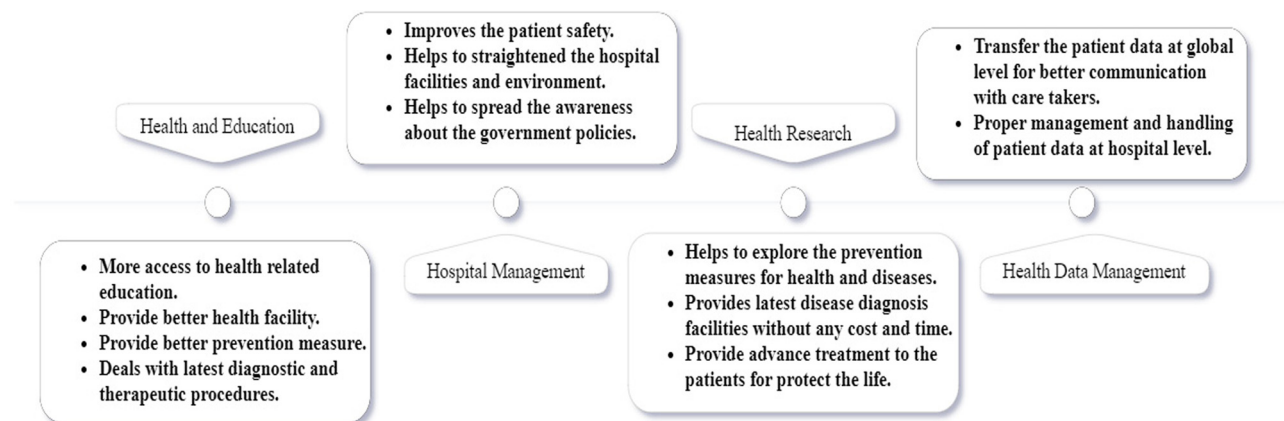 Health and Education
• More access to health related
education.
• Provide better health facility.
• Provide better prevention measure.
• Deals with latest diagnostic and
therapeutic procedures.
• Improves the patient safety.
• Helps to straightened the hospital
facilities and environment.
• Helps to spread the awareness
about the government policies.
Hospital Management
Health Research
• Helps to explore the prevention
measures for health and diseases.
• Provides latest disease diagnosis
facilities without any cost and time.
• Provide advance treatment to the
patients for protect the life.
• Transfer the patient data at global
level for better communication
with care takers.
• Proper management and handling
of patient data at hospital level.
Health Data Management